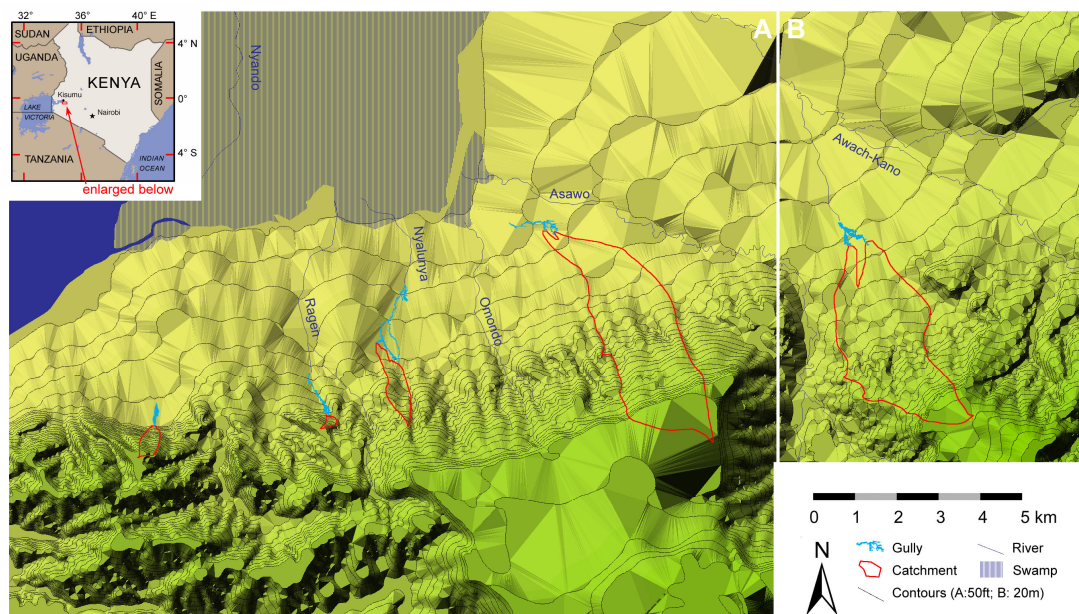 32° 36° 40° E
SUDAN
ETHIOPIA
4° N
UGANDA
KENYA
SOMALIA
Kisumu
0°
LAKE
VICTORIA
Nairobi
4° S
TANZANIA
INDIAN
OCEAN
enlarged below
A
B
Nyando
Awach-Kano
Asawo
Nyalunya
Ragen
Omondo
0 1 2 3 4 5 km
N
Gully
River
Catchment
Swamp
Contours (A:50ft; B: 20m)